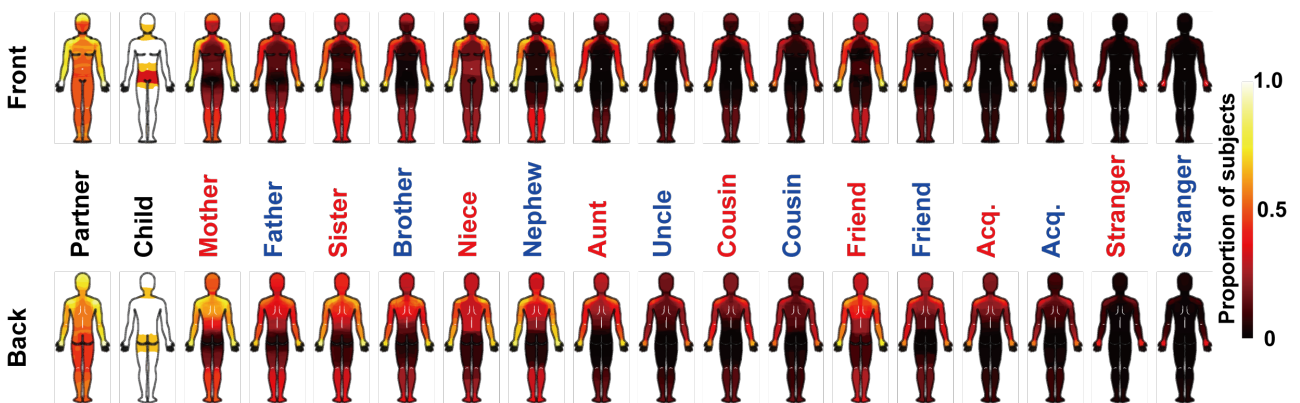 Front
Partner
Child
Mother
Father
Sister
Brother
Niece
Nephew
Aunt
Uncle
Cousin
Cousin
Friend
Friend
Acq.
Acq.
Stranger
Stranger
Back
Proportion of subjects
1.0
0.5
0